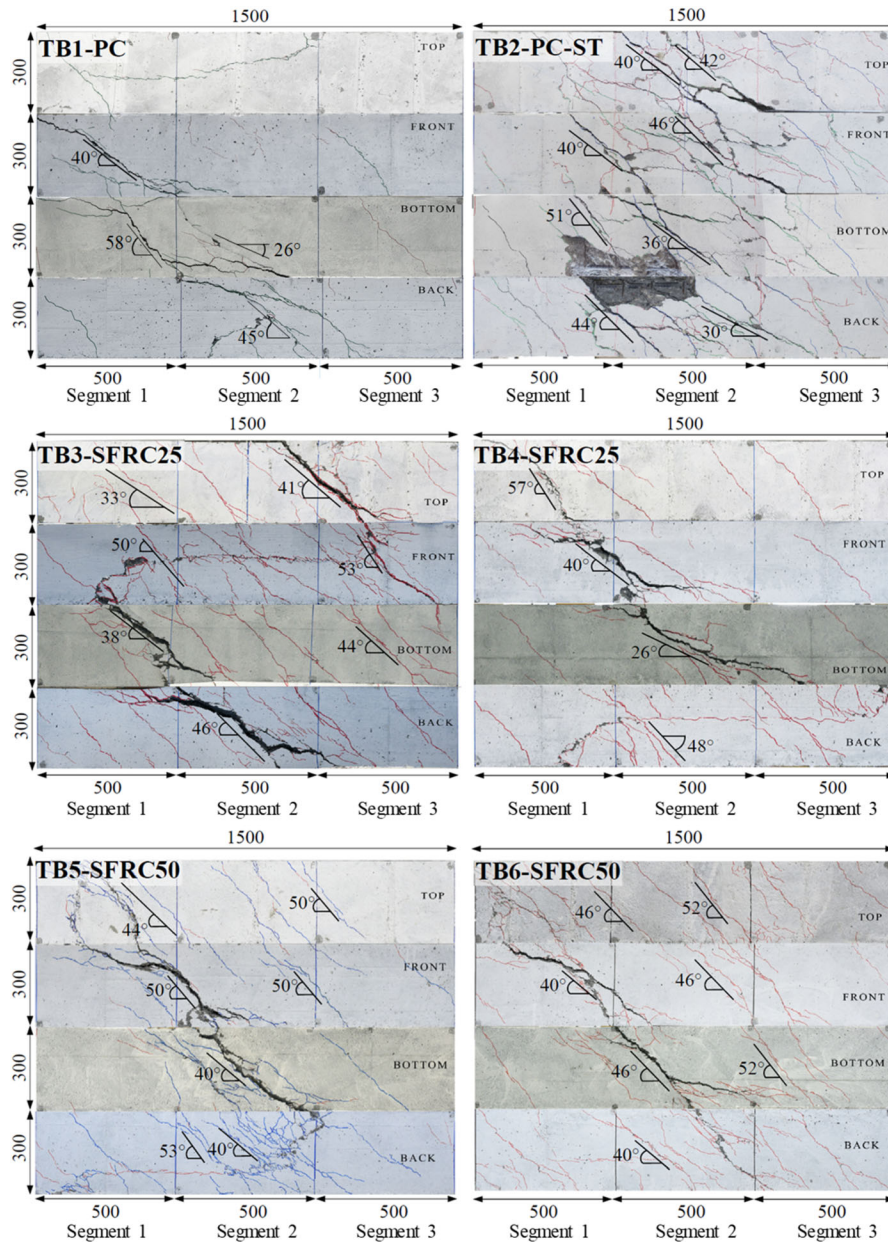 1500
TB1-PC
300
TOP
300
FRONT
40°
300
BOTTOM
58°
26°
300
BACK
45°
500
500
500
Segment 1
Segment 2
Segment 3
1500
TB2-PC-ST
40°
42°
TOP
46°
FRONT
40°
51°
BOTTOM
36°
44°
30°
BACK
500
500
500
Segment 1
Segment 2
Segment 3
1500
TB3-SFRC25
300
33°
41°
TOP
300
50°
FRONT
53°
300
38°
44°
BOTTOM
300
BACK
46°
500
500
500
Segment 1
Segment 2
Segment 3
1500
TB4-SFRC25
57°
TOP
FRONT
40°
26°
BOTTOM
48°
BACK
500
500
500
Segment 1
Segment 2
Segment 3
1500
TB5-SFRC50
300
50°
TOP
44°
300
FRONT
50°
50°
300
BOTTOM
40°
300
53°
40°
BACK
500
500
500
Segment 1
Segment 2
Segment 3
1500
TB6-SFRC50
46°
52°
TOP
40°
46°
FRONT
46°
52°
BOTTOM
40°
BACK
500
500
500
Segment 1
Segment 2
Segment 3